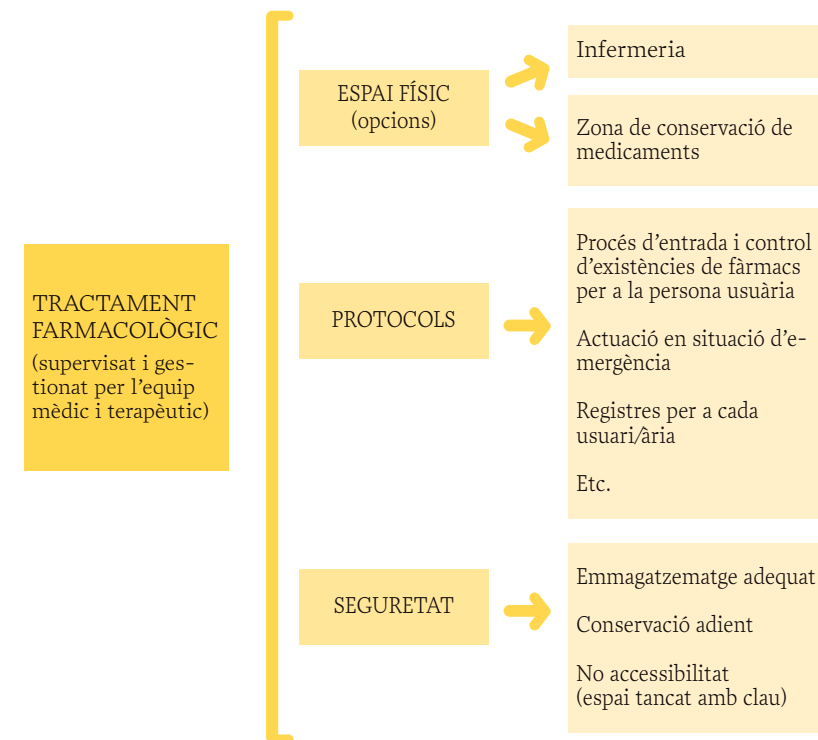 TRACTAMENT
FARMACOLÒGIC
(supervisat i ges-
tionat per l’equip
mèdic i terapèutic)
ESPAI FÍSIC
(opcions)
Infermeria
Zona de conservació de
medicaments
PROTOCOLS
Procés d’entrada i control
d’existències de fàrmacs
per a la persona usuària
Actuació en situació d’e-
mergència
Registres per a cada
usuari/ària
Etc.
SEGURETAT
Emmagatzematge adequat
Conservació adient
No accessibilitat
(espai tancat amb clau)